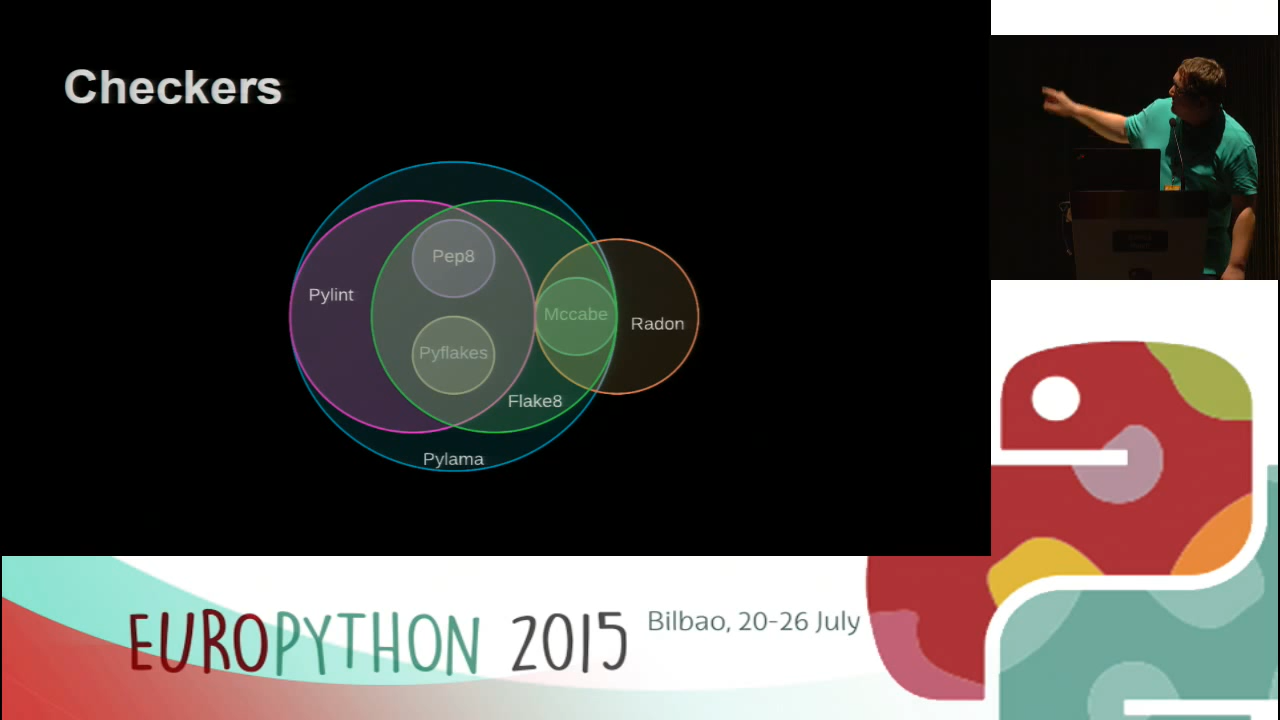 Checkers
Pep8
Pylint
Mccabe
Radon
Pyflakes
Flake8
Pylama
EUROPYTHON 2015
Bilbao, 20-26 July